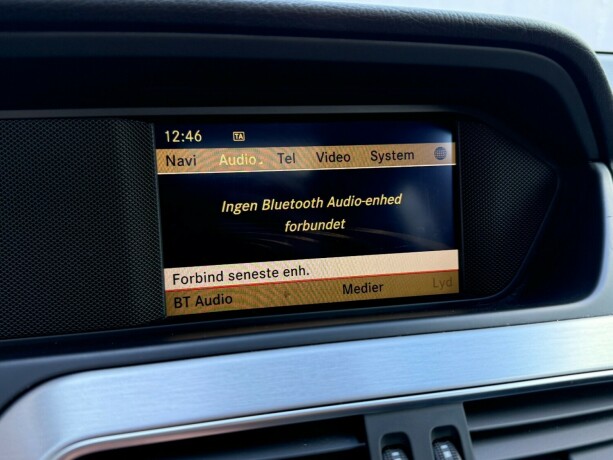 12:46 TA
Navi Audio Tel Video System
Ingen Bluetooth Audio-enhed
forbundet
Forbind seneste enh.
BT Audio Medier Lyd